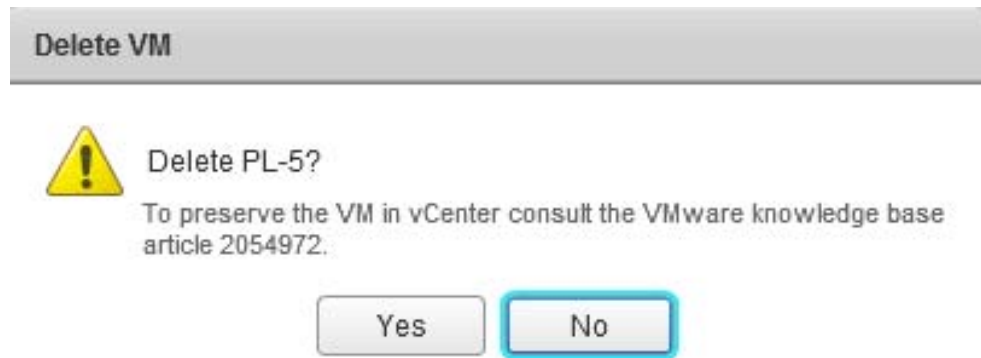 Delete VM
Delete PL-5?
To preserve the VM in vCenter consult the VMware knowledge base
article 2054972.
Yes No